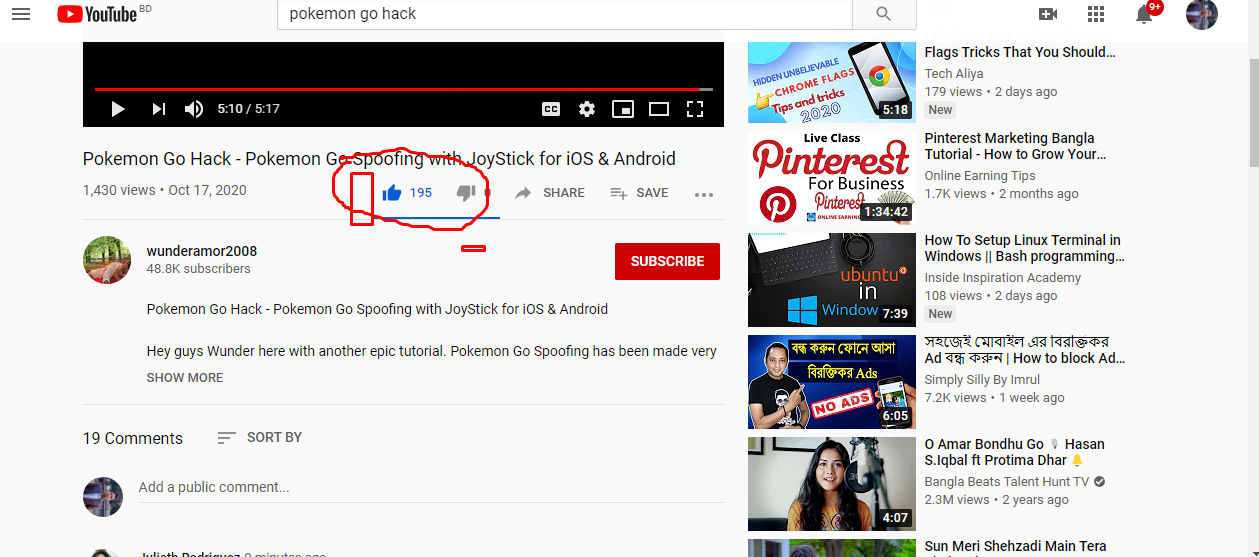 YouTube BD
pokemon go hack
9+
5:10 / 5:17
CC
Pokemon Go Hack - Pokemon Go Spoofing with JoyStick for iOS & Android
1,430 views • Oct 17, 2020
195
SHARE
SAVE
wunderamor2008
48.8K subscribers
SUBSCRIBE
Pokemon Go Hack - Pokemon Go Spoofing with JoyStick for iOS & Android
Hey guys Wunder here with another epic tutorial. Pokemon Go Spoofing has been made very
SHOW MORE
19 Comments
SORT BY
Add a public comment...
Julieth Rodriguez
HIDDEN UNBELIEVABLE
CHROME FLAGS
Tips and tricks
2020
5:18
Flags Tricks That You Should...
Tech Aliya
179 views • 2 days ago
New
Live Class
Pinterest
For Business
Pinterest
ONLINE EARNING
1:34:42
Pinterest Marketing Bangla
Tutorial - How to Grow Your...
Online Earning Tips
1.7K views • 2 months ago
ubuntu
in
Window
7:39
How To Setup Linux Terminal in
Windows || Bash programming...
Inside Inspiration Academy
108 views • 2 days ago
New
বন্ধ করুন ফোনে আসা
বিরক্তিকর Ads
NO ADS
6:05
সহজেই মোবাইল এর বিরক্তিকর
Ad বন্ধ করুন | How to block Ad...
Simply Silly By Imrul
7.2K views • 1 week ago
4:07
O Amar Bondhu Go 🎙 Hasan
S.Iqbal ft Protima Dhar 🔔
Bangla Beats Talent Hunt TV
2.3M views • 2 years ago
Sun Meri Shehzadi Main Tera